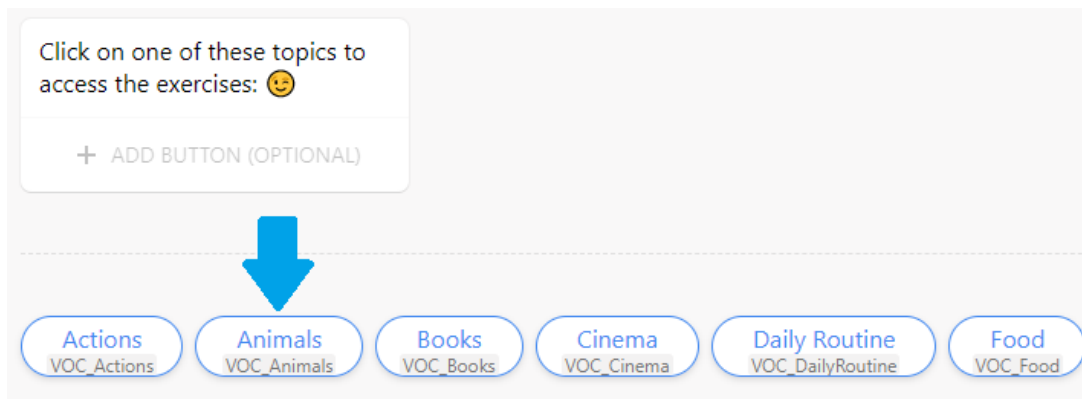 Click on one of these topics to
access the exercises: 😉
+ ADD BUTTON (OPTIONAL)
Actions Animals Books Cinema Daily Routine Food
VOC_Actions VOC_Animals VOC_Books VOC_Cinema VOC_DailyRoutine VOC_Food